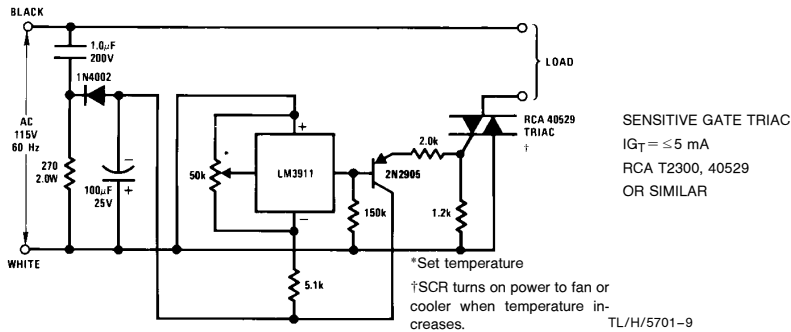 BLACK
1.0μF
200V
1N4002
LOAD
AC
115V
60 Hz
RCA 40529
TRIAC
†
SENSITIVE GATE TRIAC
IG_T = ≤5 mA
RCA T2300, 40529
OR SIMILAR
+
2.0k
*
50k
LM3911
2N2905
270
2.0W
−
100μF
25V
+
−
150k
1.2k
WHITE
5.1k
*Set temperature
†SCR turns on power to fan or
cooler when temperature in-
creases.
TL/H/5701–9